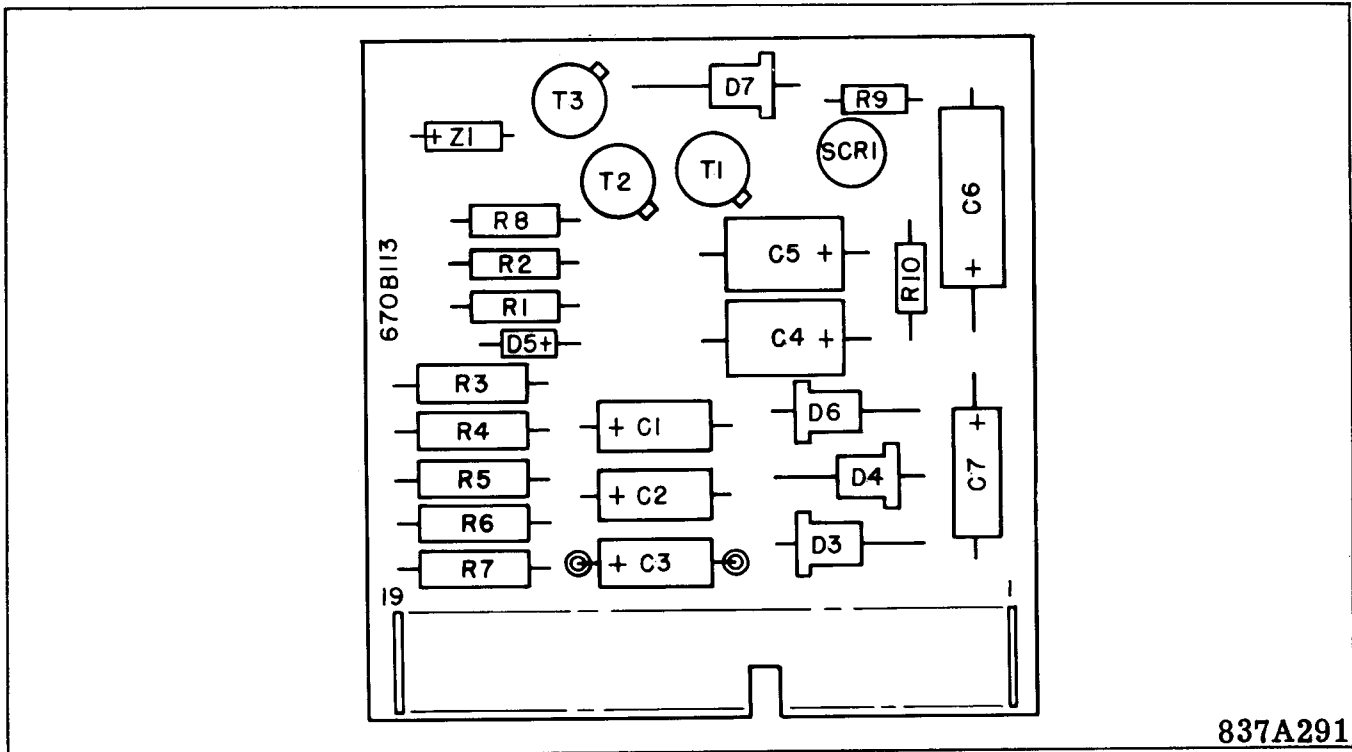 D7
T3
R9
+ Z1
SCR1
T2
T1
C6 +
R8
670B113
R2
C5 +
R10
R1
D5+
C4 +
R3
D6
R4
+ C1
C7 +
R5
D4
+ C2
R6
D3
R7
+ C3
19
1
837A291